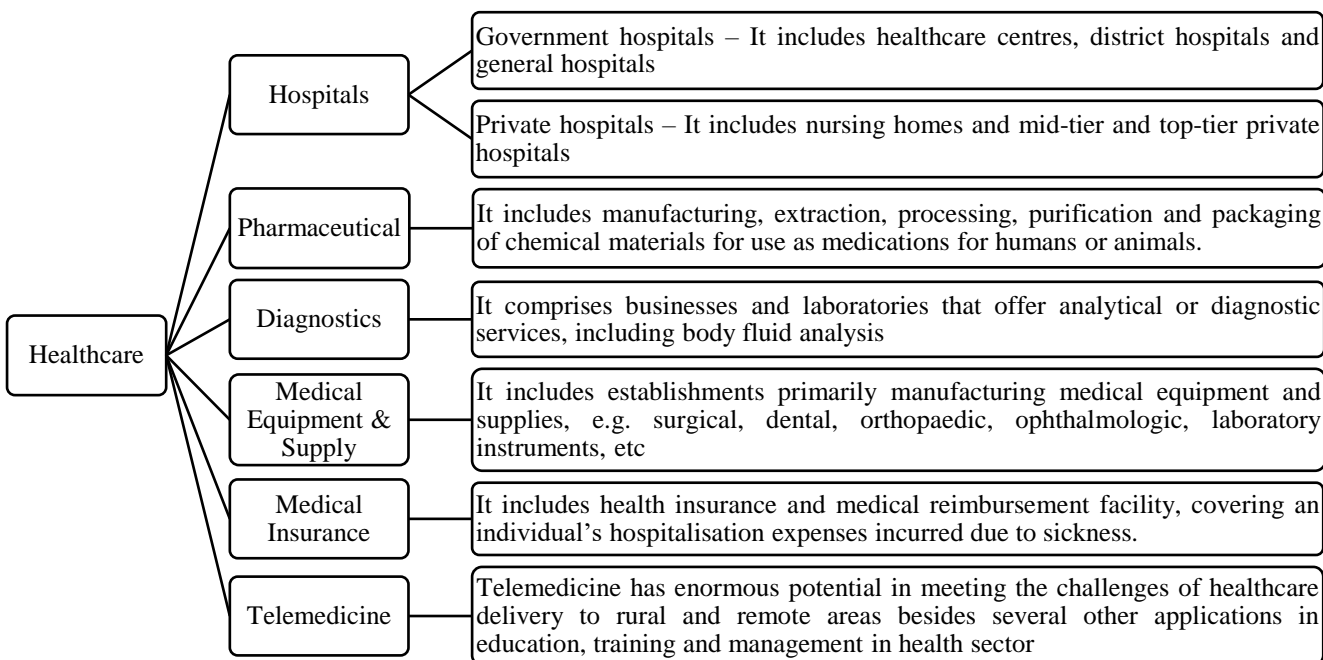 Healthcare
Hospitals
Government hospitals – It includes healthcare centres, district hospitals and
general hospitals
Private hospitals – It includes nursing homes and mid-tier and top-tier private
hospitals
Pharmaceutical
It includes manufacturing, extraction, processing, purification and packaging
of chemical materials for use as medications for humans or animals.
Diagnostics
It comprises businesses and laboratories that offer analytical or diagnostic
services, including body fluid analysis
Medical
Equipment &
Supply
It includes establishments primarily manufacturing medical equipment and
supplies, e.g. surgical, dental, orthopaedic, ophthalmologic, laboratory
instruments, etc
Medical
Insurance
It includes health insurance and medical reimbursement facility, covering an
individual’s hospitalisation expenses incurred due to sickness.
Telemedicine
Telemedicine has enormous potential in meeting the challenges of healthcare
delivery to rural and remote areas besides several other applications in
education, training and management in health sector